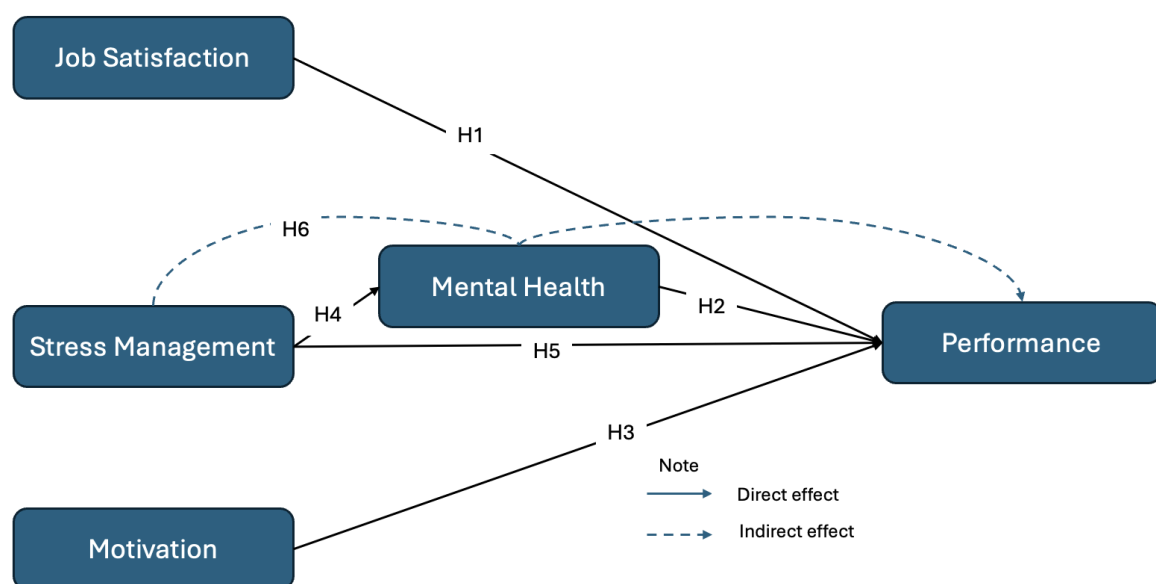 Job Satisfaction
H1
H6
Mental Health
H2
H4
Stress Management
H5
Performance
H3
Note
Direct effect
Indirect effect
Motivation